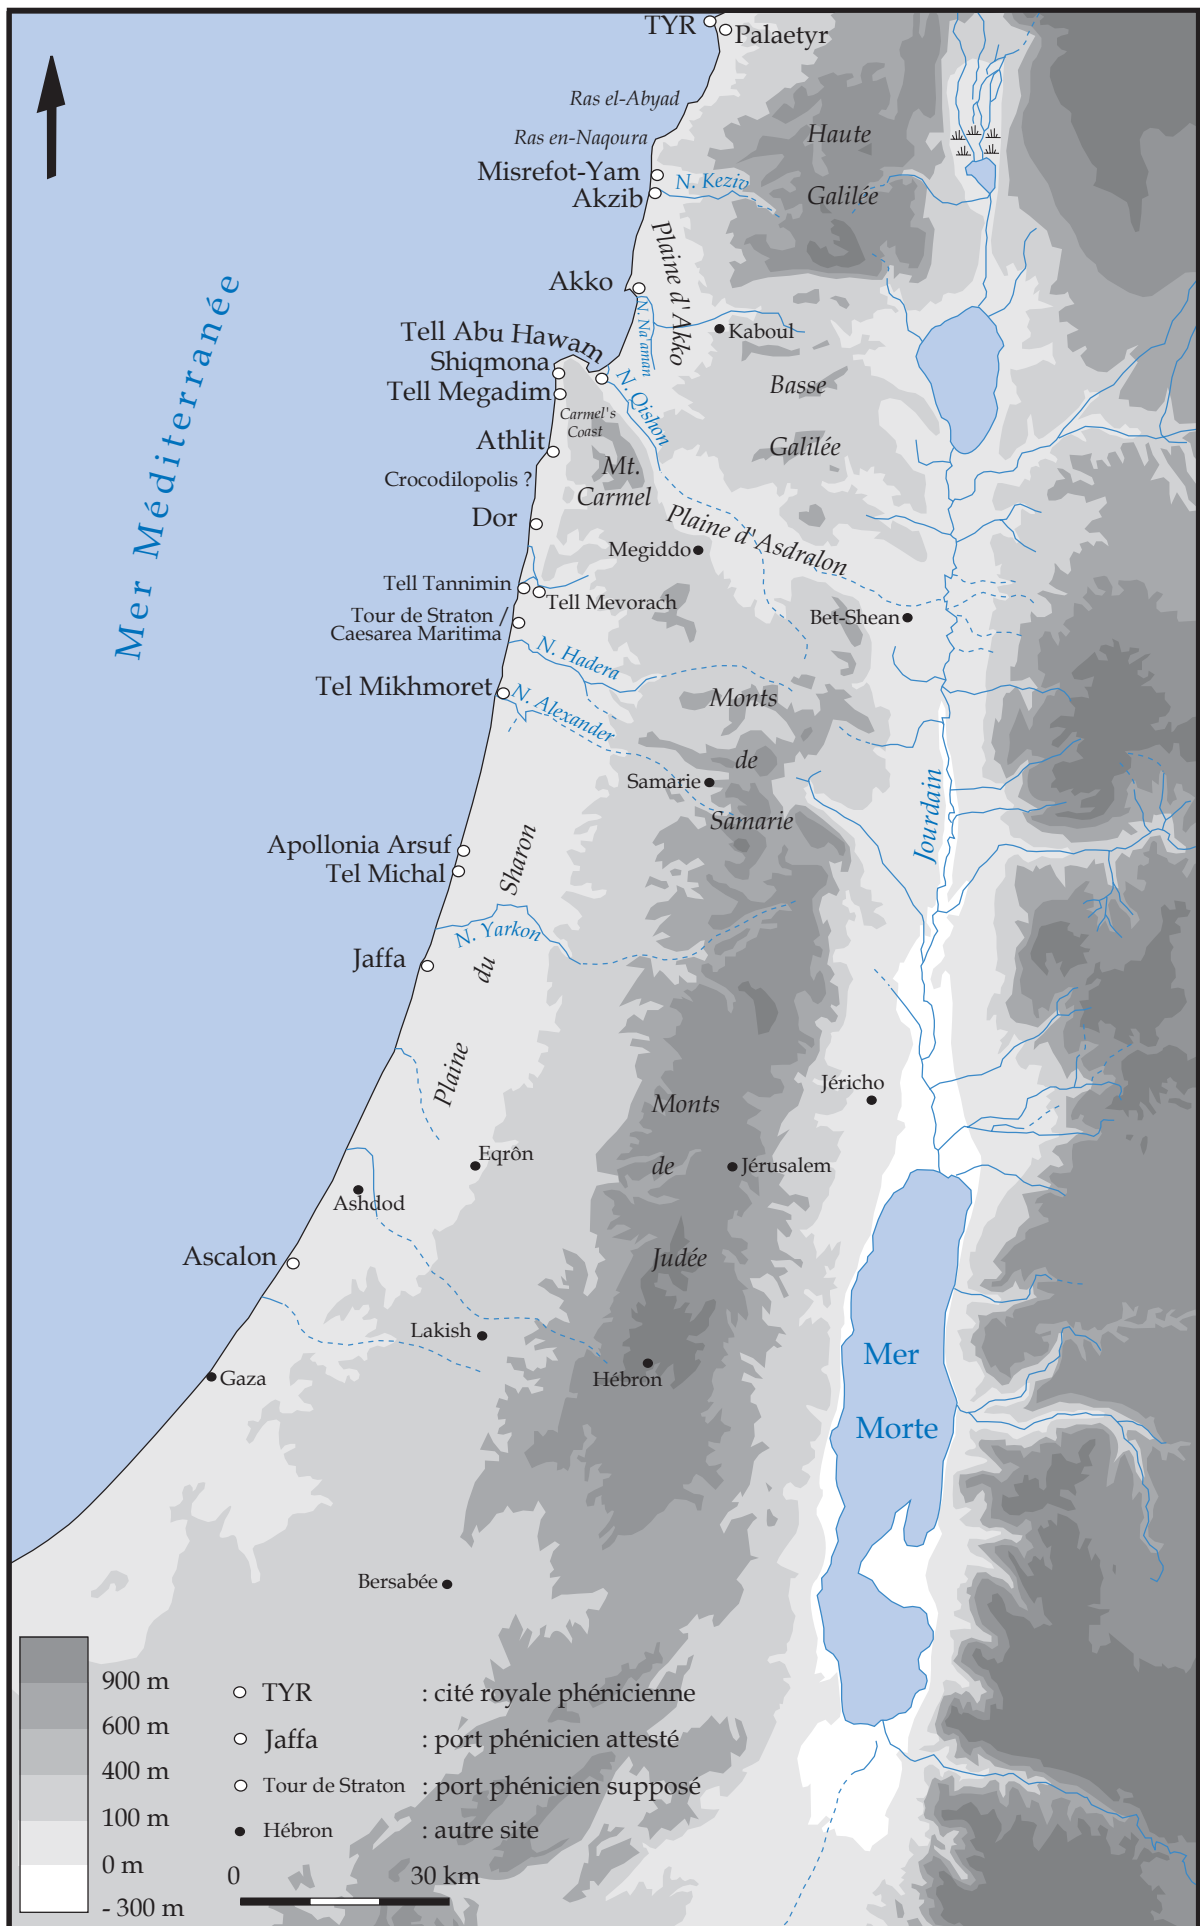 TYR
Palaetyr
Ras el-Abyad
Ras en-Naqoura
Haute
Galilée
Misrefot-Yam
N. Keziv
Akzib
Plaine d' Akko
Akko
N. Na'aman
Kaboul
Mer Méditerranée
Tell Abu Hawam
Shiqmona
Tell Megadim
N. Qishon
Basse
Galilée
Carmel's
Coast
Athlit
Mt.
Carmel
Crocodilopolis ?
Dor
Plaine d' Asdralon
Megiddo
Tell Tannimin
Tell Mevorach
Tour de Straton
Caesarea Maritima
Bet-Shean
N. Hadera
Tel Mikhmoret
N. Alexander
Monts
de
Samarie
Samarie
Jourdain
Apollonia Arsuf
Tel Michal
Plaine
du
Sharon
N. Yarkon
Jaffa
Jéricho
Monts
de
Judée
Eqrôn
Jérusalem
Ashdod
Ascalon
Lakish
Hébron
Gaza
Mer
Morte
Bersabée
900 m
600 m
400 m
100 m
0 m
- 300 m
TYR : cité royale phénicienne
Jaffa : port phénicien attesté
Tour de Straton : port phénicien supposé
Hébron : autre site
0 30 km